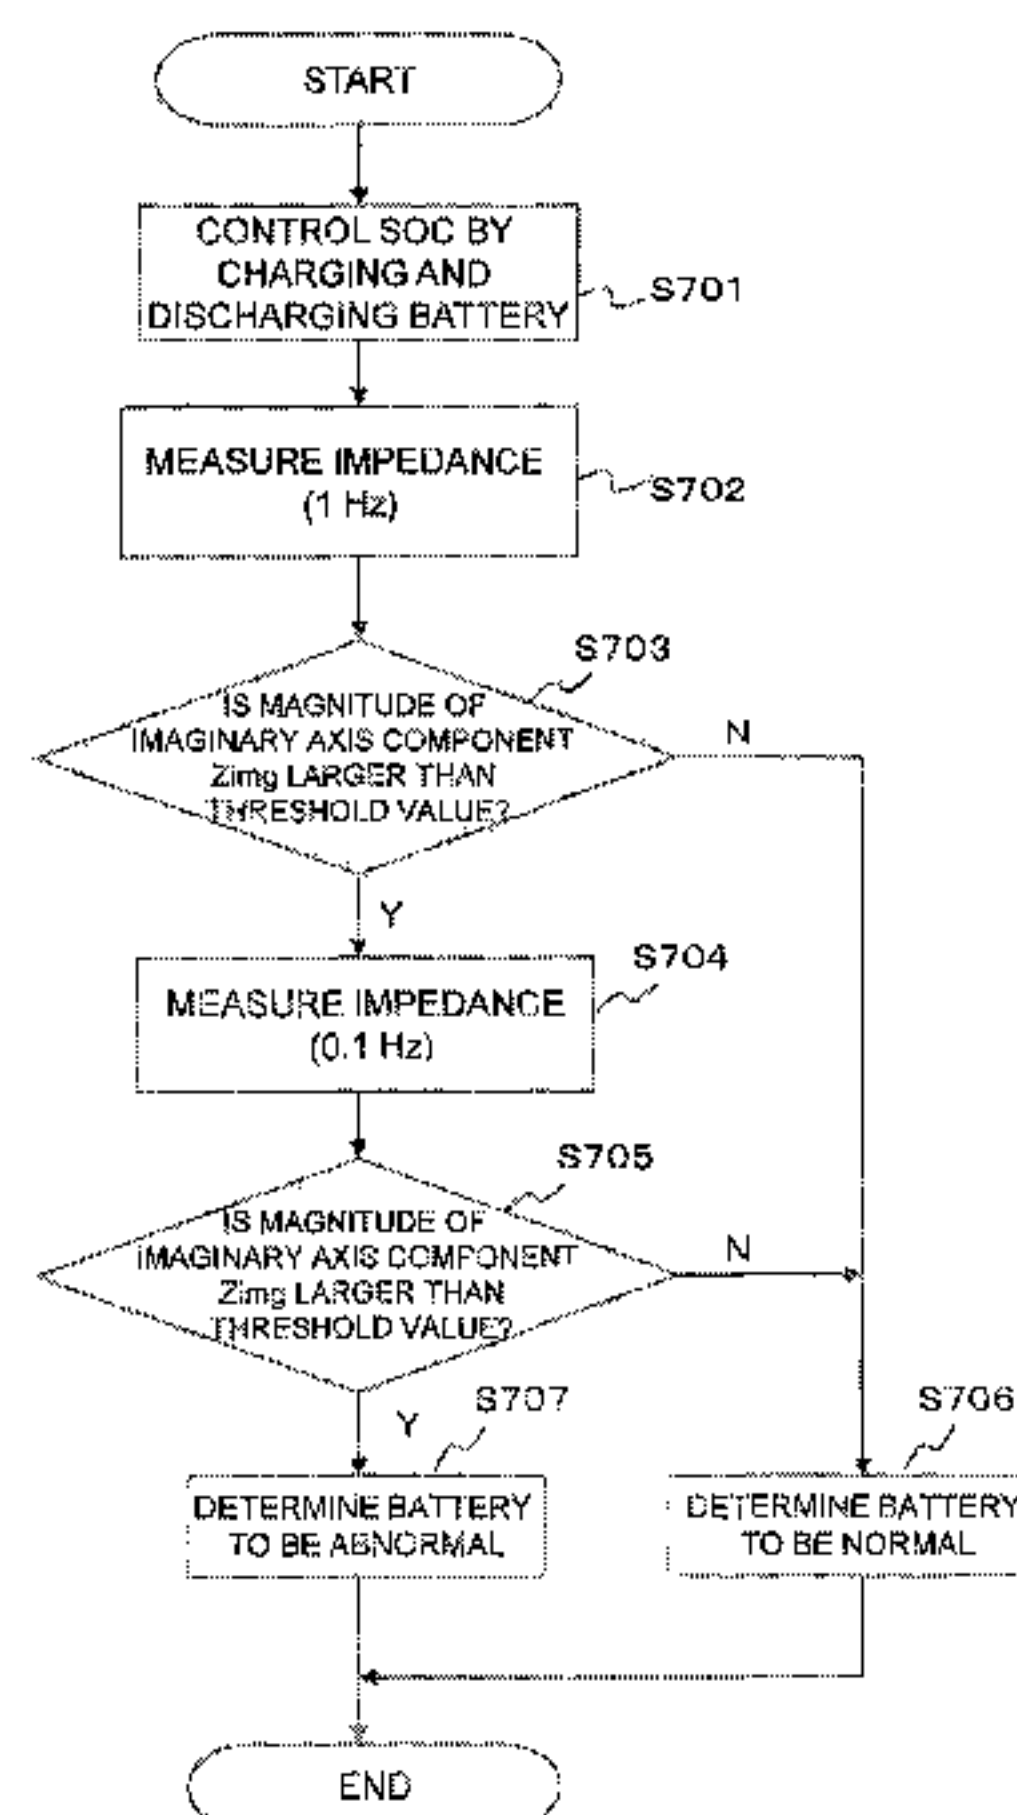 START
CONTROL SOC BY
CHARGING AND
DISCHARGING BATTERY
S701
MEASURE IMPEDANCE
(1 Hz)
S702
S703
IS MAGNITUDE OF
IMAGINARY AXIS COMPONENT
Zimg LARGER THAN
THRESHOLD VALUE?
N
Y
S704
MEASURE IMPEDANCE
(0.1 Hz)
S705
IS MAGNITUDE OF
IMAGINARY AXIS COMPONENT
Zimg LARGER THAN
THRESHOLD VALUE?
N
Y
S707
S706
DETERMINE BATTERY
TO BE ABNORMAL
DETERMINE BATTERY
TO BE NORMAL
END